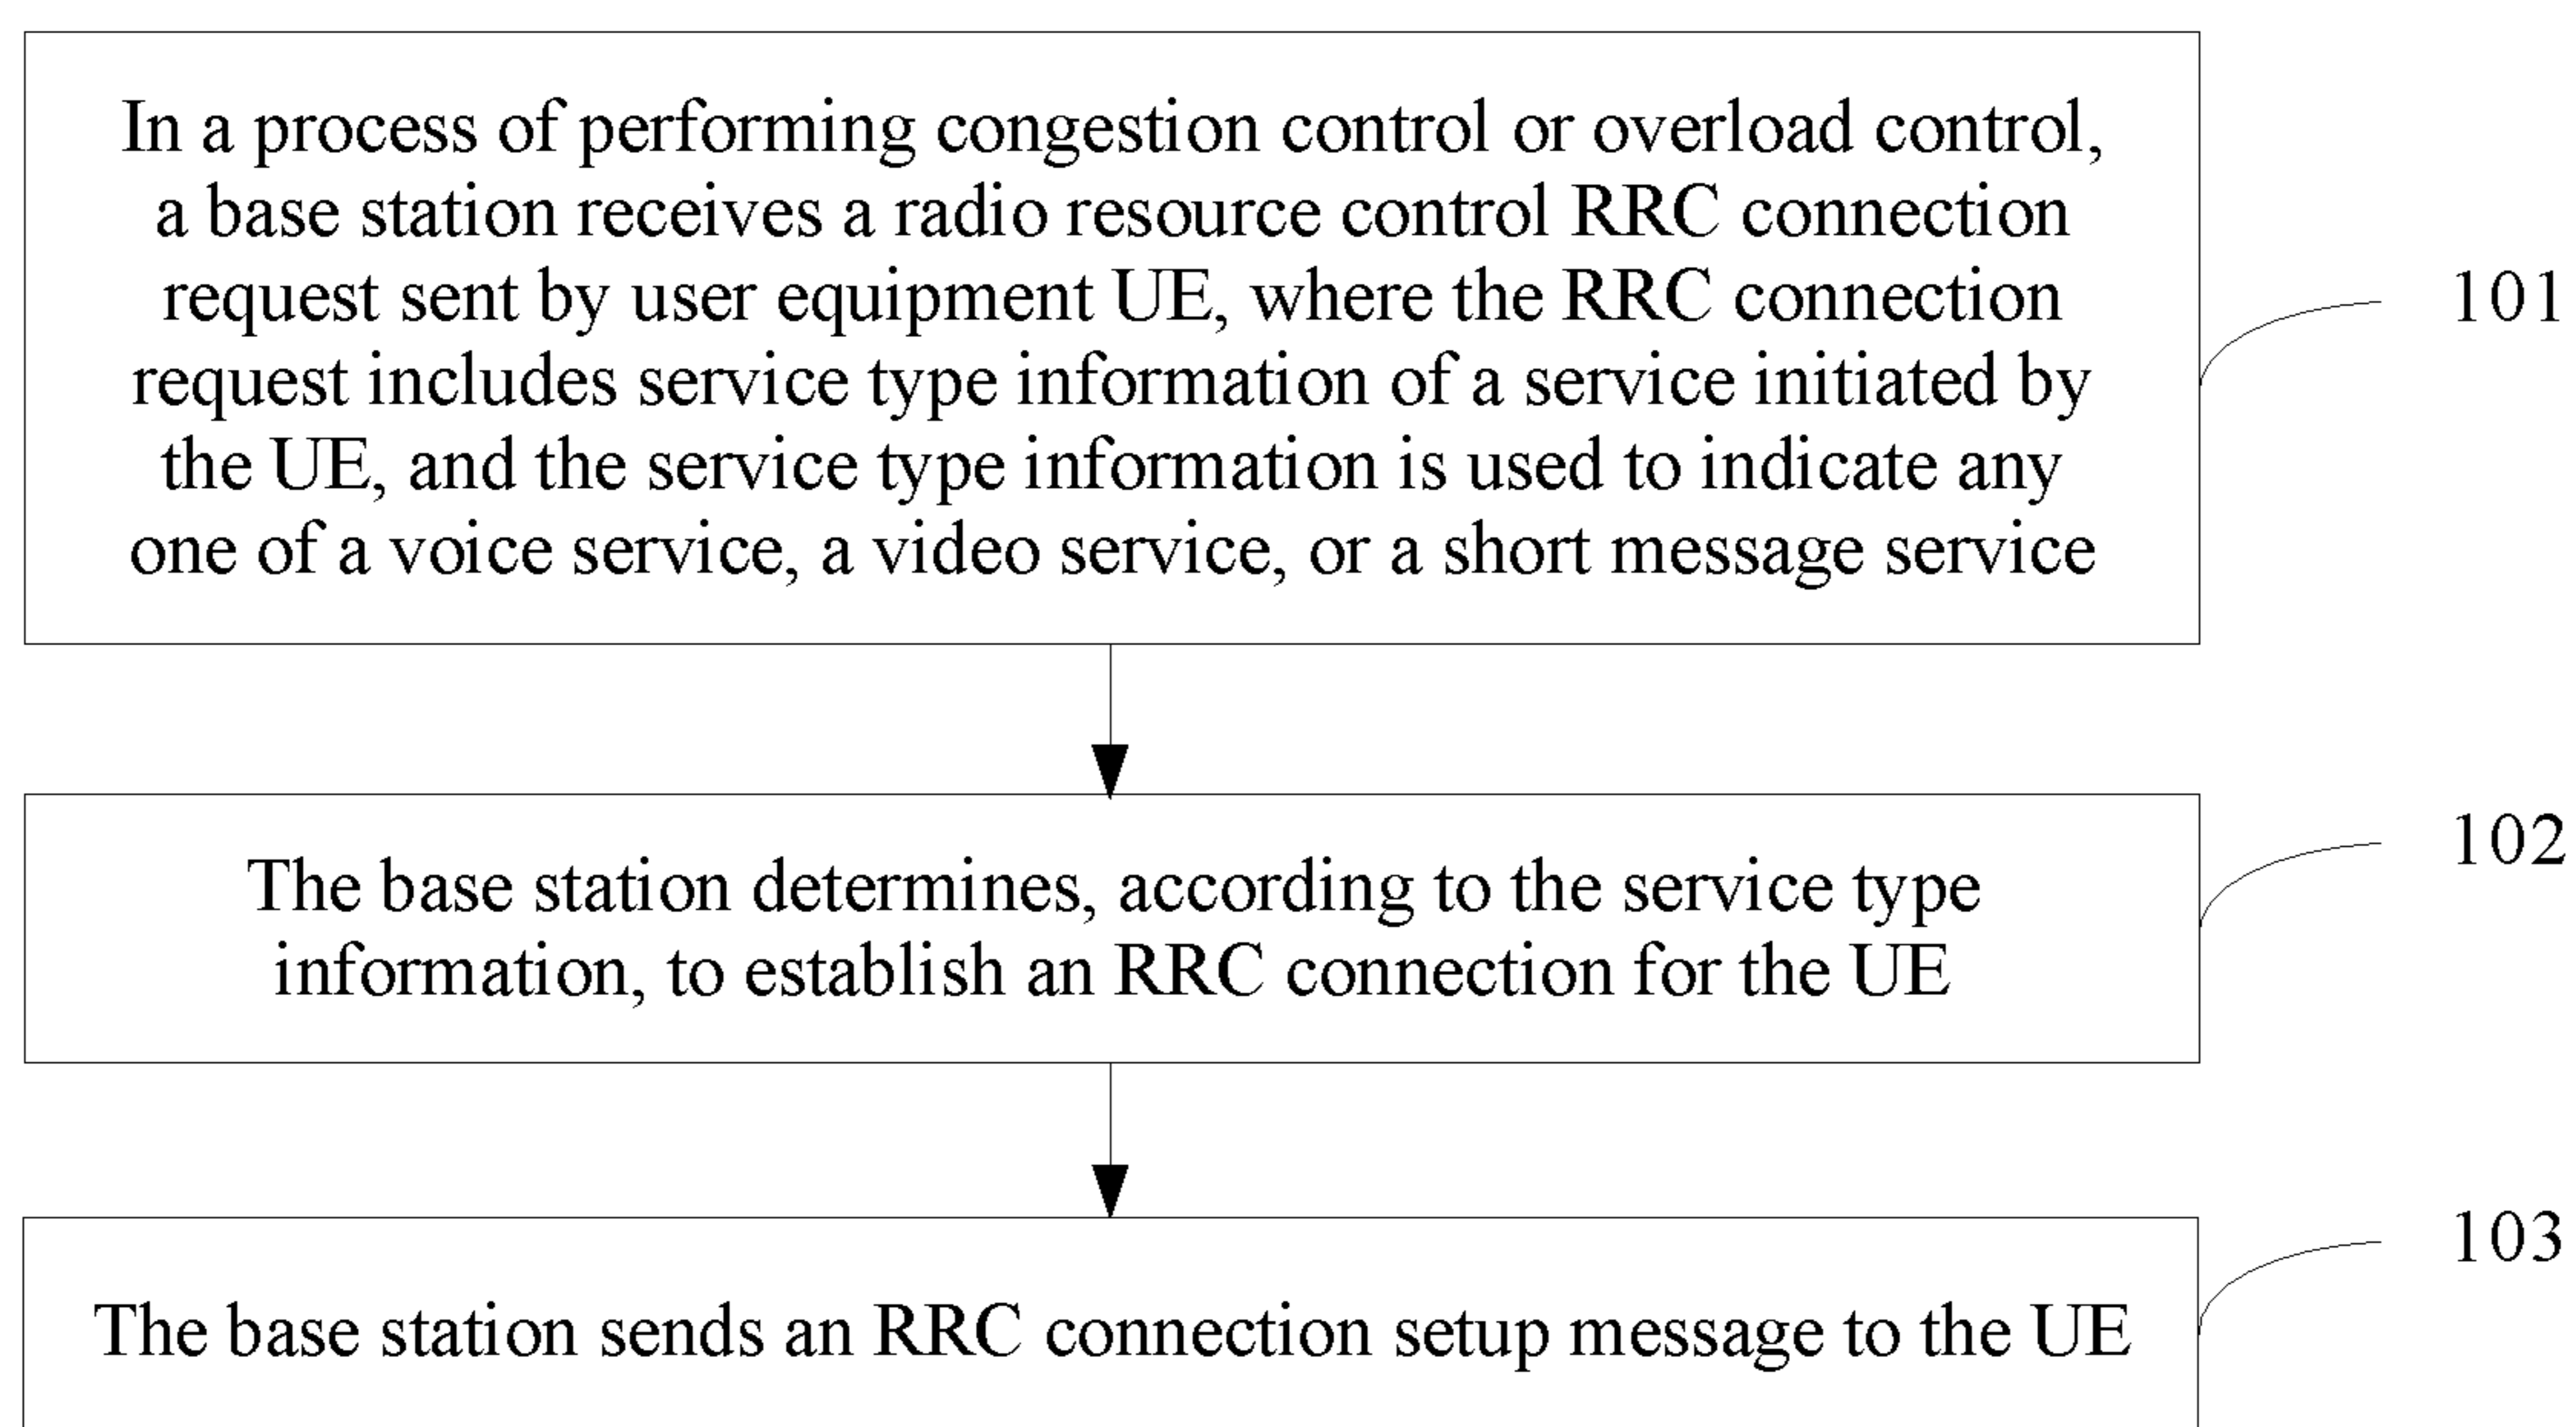 In a process of performing congestion control or overload control,
a base station receives a radio resource control RRC connection
request sent by user equipment UE, where the RRC connection
request includes service type information of a service initiated by
the UE, and the service type information is used to indicate any
one of a voice service, a video service, or a short message service
101
The base station determines, according to the service type
information, to establish an RRC connection for the UE
102
The base station sends an RRC connection setup message to the UE
103